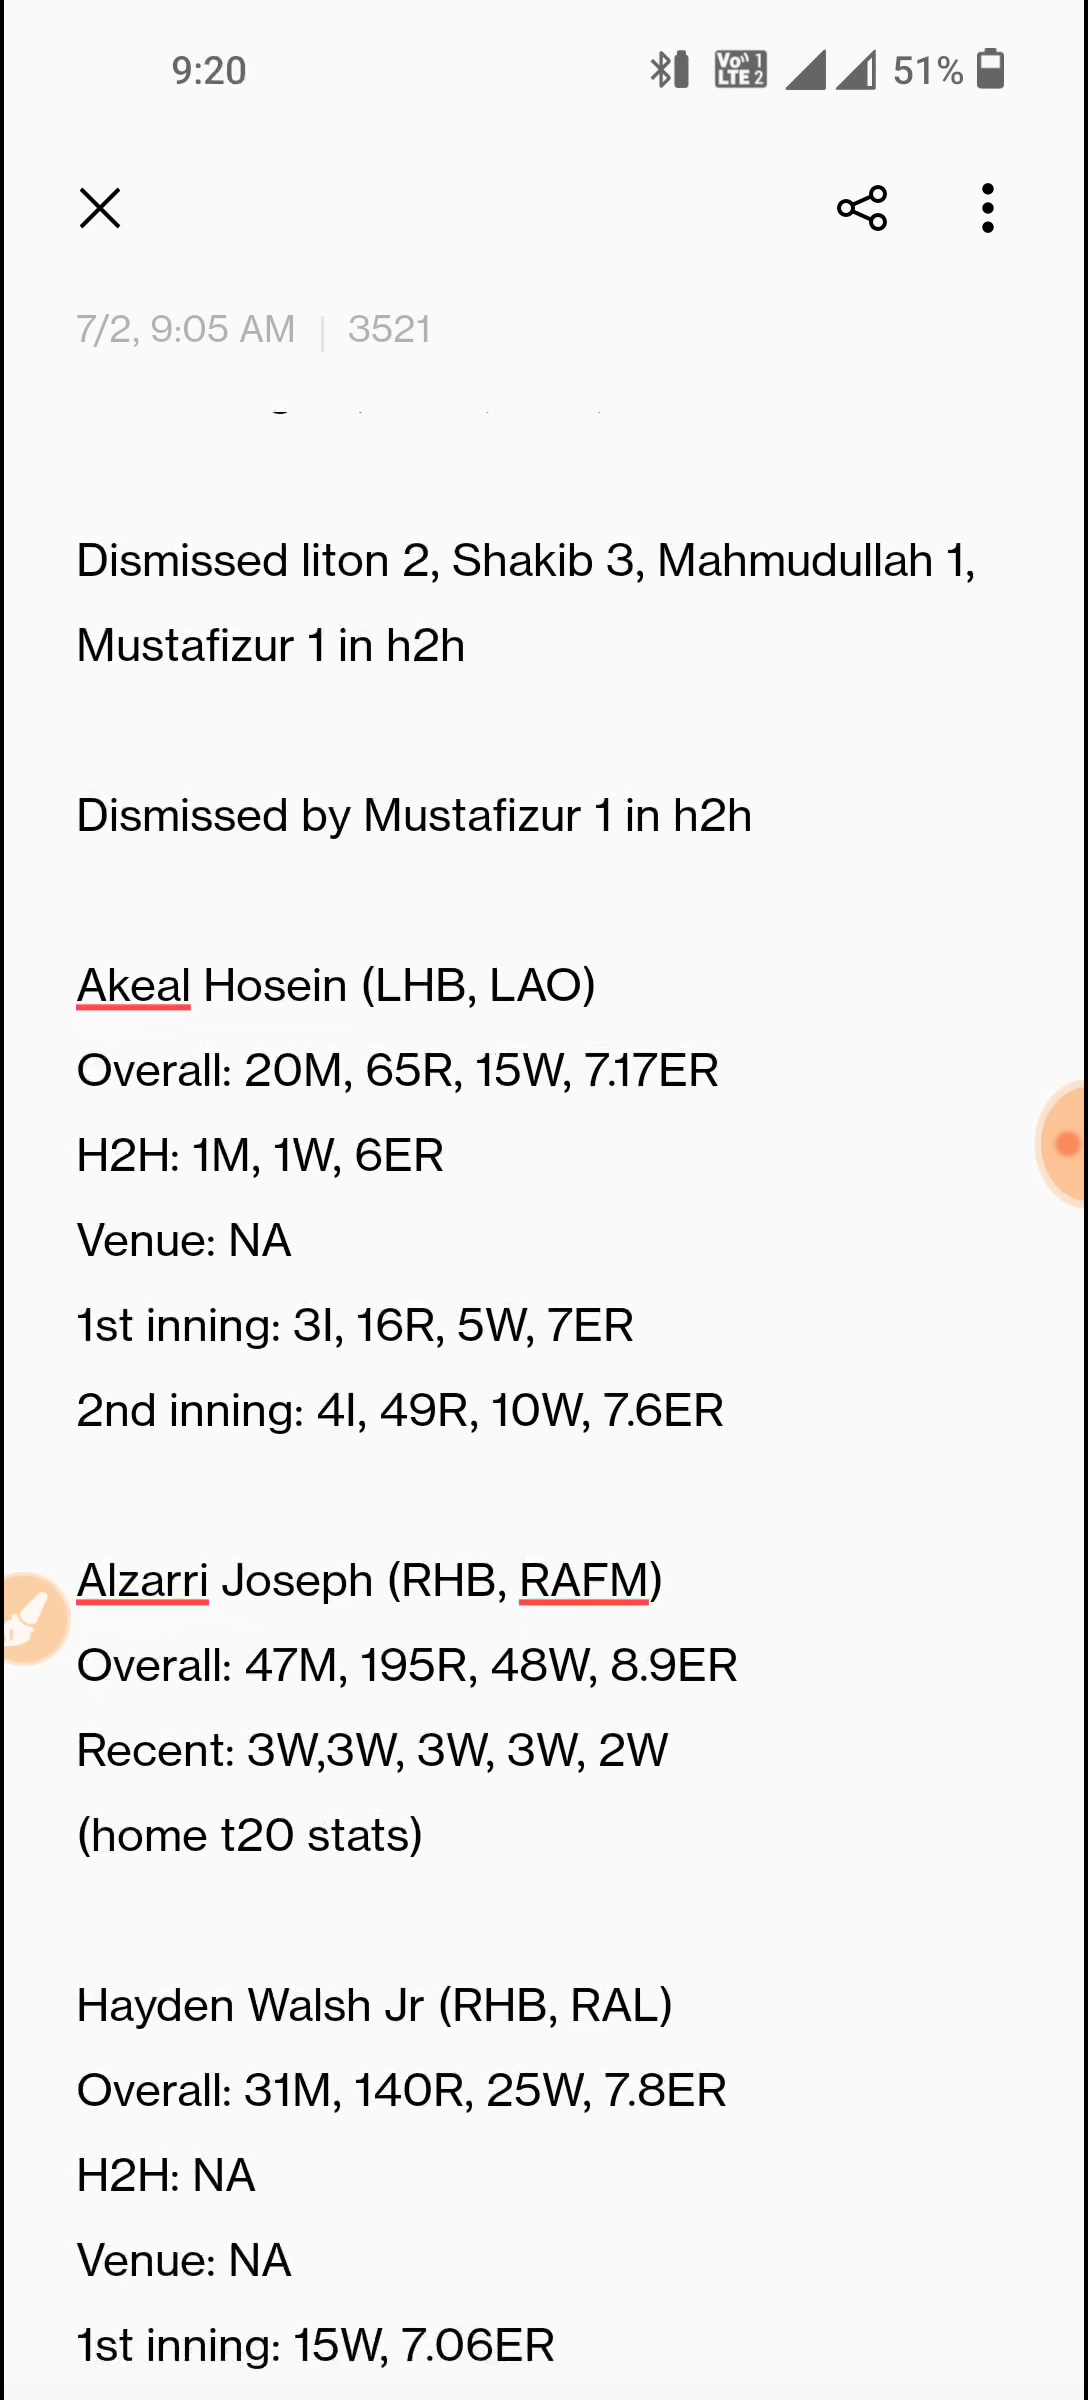 9:20
Vo LTE 1 2 51%
7/2, 9:05 AM | 3521
Dismissed liton 2, Shakib 3, Mahmudullah 1,
Mustafizur 1 in h2h
Dismissed by Mustafizur 1 in h2h
Akeal Hosein (LHB, LAO)
Overall: 20M, 65R, 15W, 7.17ER
H2H: 1M, 1W, 6ER
Venue: NA
1st inning: 3I, 16R, 5W, 7ER
2nd inning: 4I, 49R, 10W, 7.6ER
Alzarri Joseph (RHB, RAFM)
Overall: 47M, 195R, 48W, 8.9ER
Recent: 3W,3W, 3W, 3W, 2W
(home t20 stats)
Hayden Walsh Jr (RHB, RAL)
Overall: 31M, 140R, 25W, 7.8ER
H2H: NA
Venue: NA
1st inning: 15W, 7.06ER